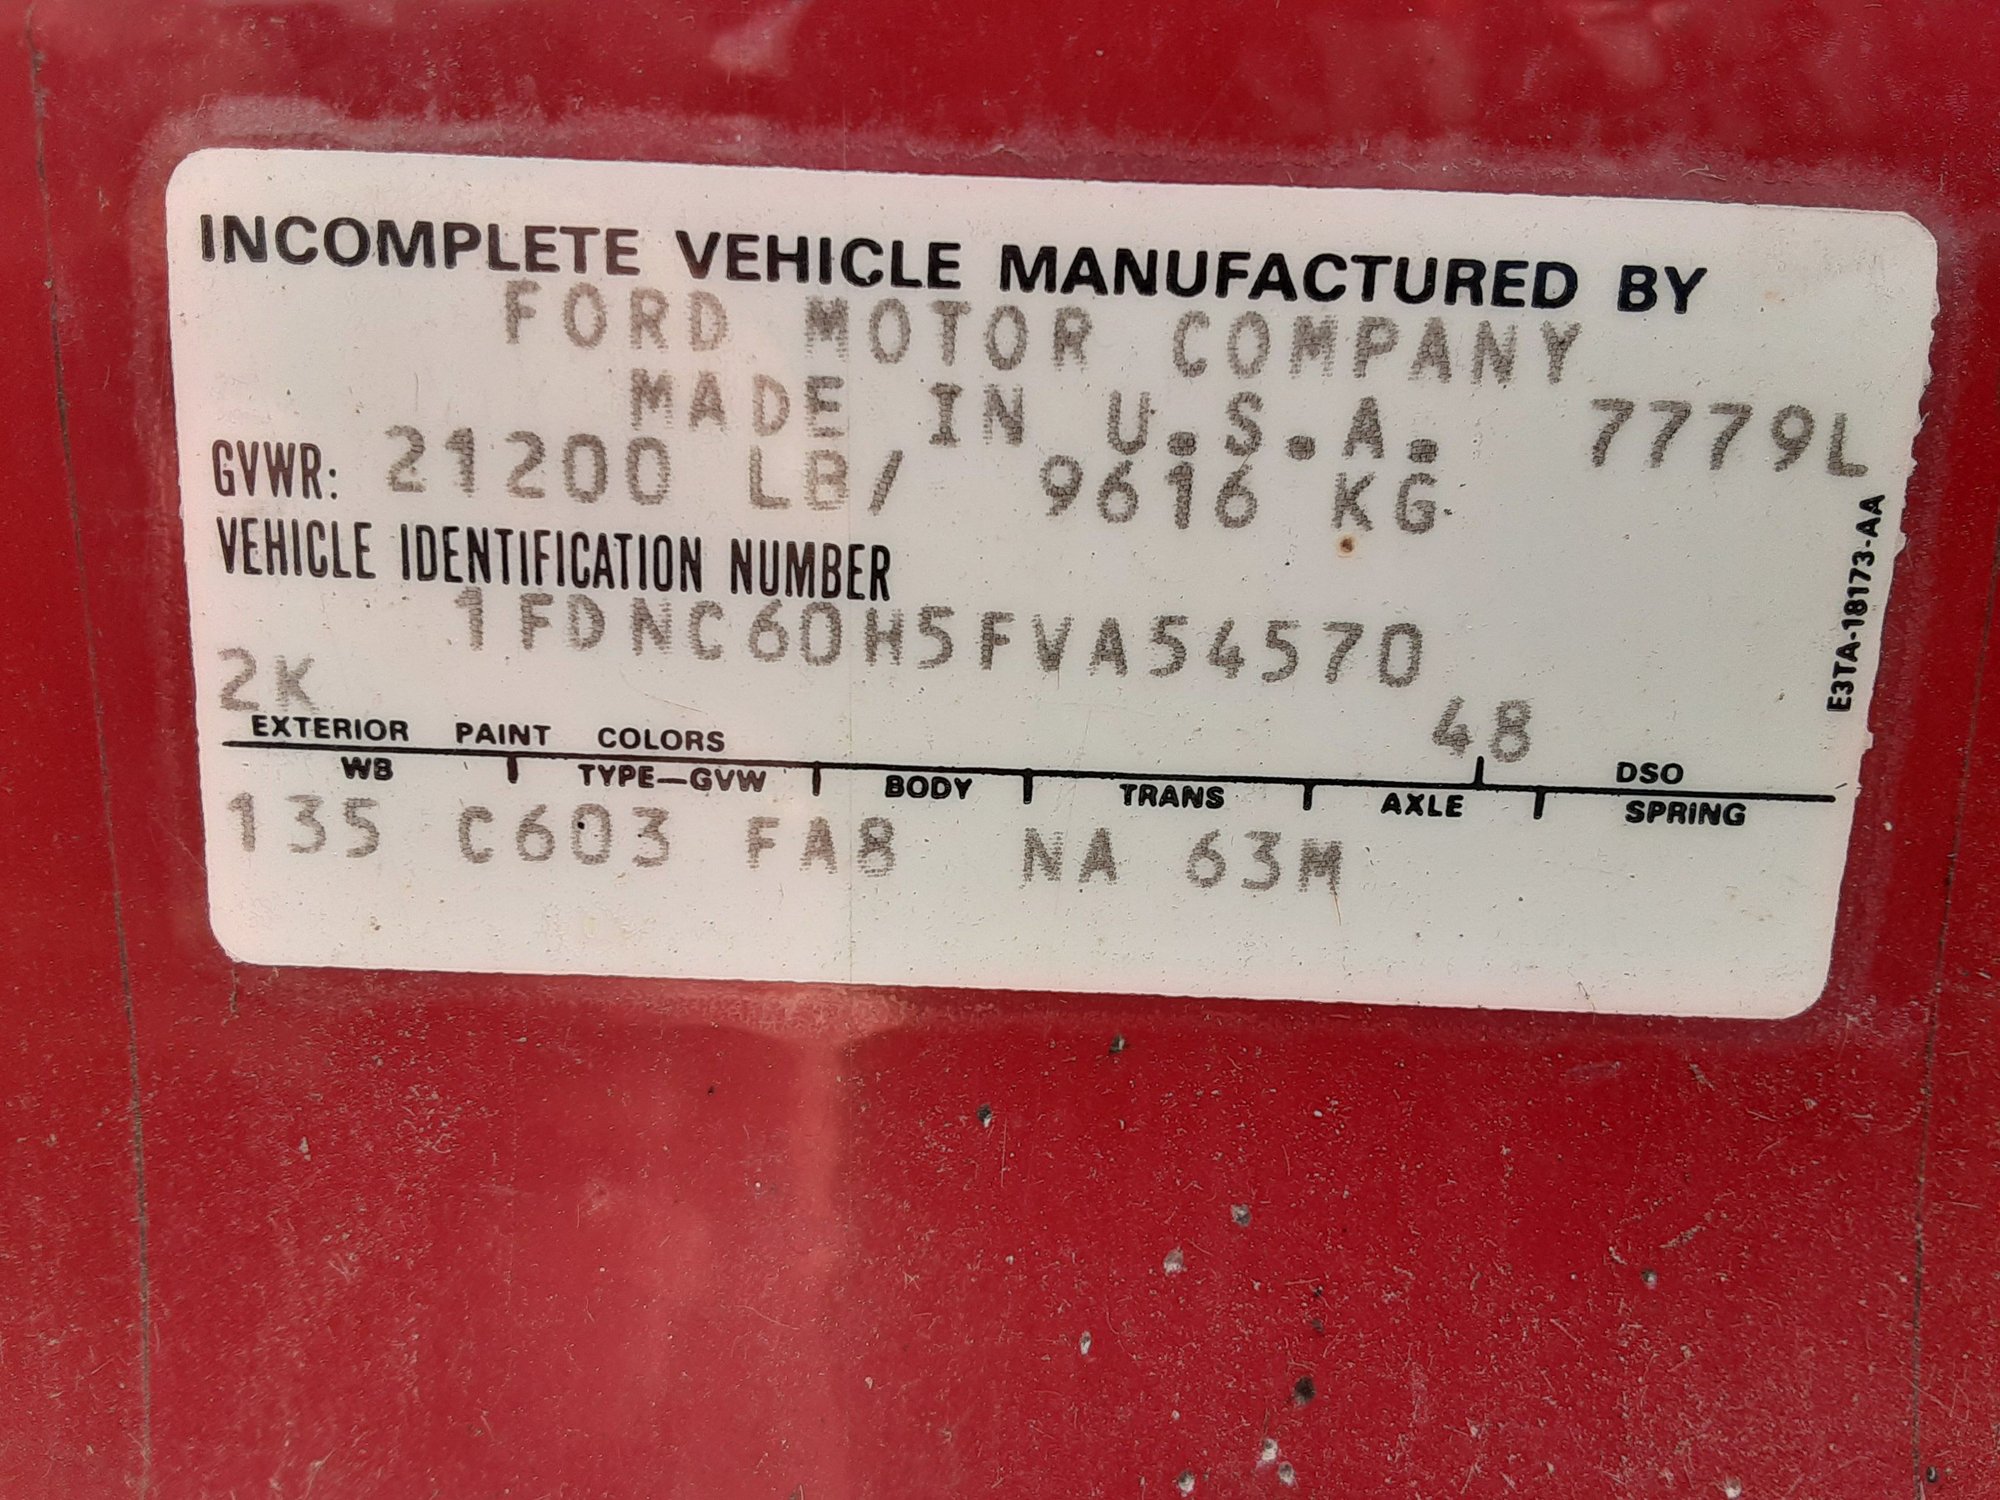 INCOMPLETE VEHICLE MANUFACTURED BY
FORD MOTOR COMPANY
MADE IN U.S.A. 7779L
GVWR: 21200 LB/ 9616 KG
VEHICLE IDENTIFICATION NUMBER
1FDNC60H5FVA54570
2K
48
EXTERIOR PAINT COLORS DSO
WB TYPE—GVW BODY TRANS AXLE SPRING
135 C603 FA8 NA 63M
E3TA-18173-AA